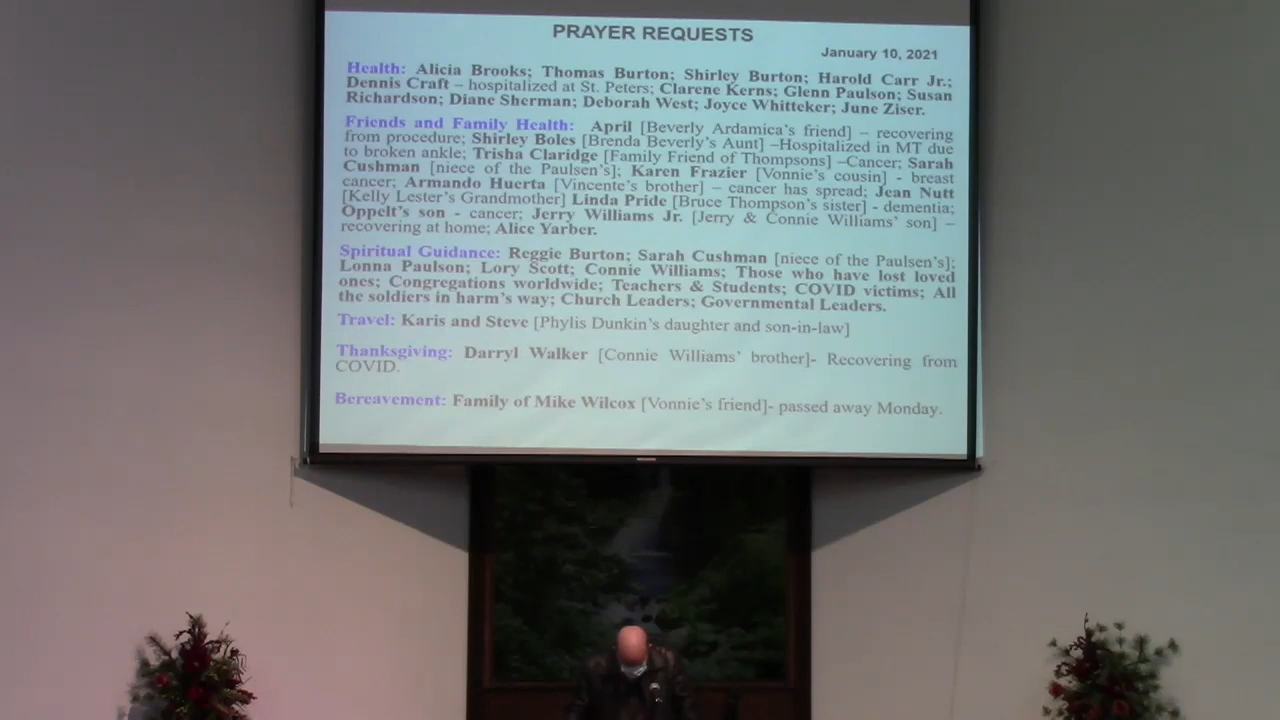 PRAYER REQUESTS
January 10, 2021
Health: Alicia Brooks; Thomas Burton; Shirley Burton; Harold Carr Jr.;
Dennis Craft – hospitalized at St. Peters; Clarene Kerns; Glenn Paulson; Susan
Richardson; Diane Sherman; Deborah West; Joyce Whitteker; June Ziser.
Friends and Family Health: April [Beverly Ardamica's friend] – recovering
from procedure; Shirley Boles [Brenda Beverly's Aunt] –Hospitalized in MT due
to broken ankle; Trisha Claridge [Family Friend of Thompsons] –Cancer; Sarah
Cushman [niece of the Paulsen's]; Karen Frazier [Vonnie's cousin] - breast
cancer; Armando Huerta [Vincente's brother] – cancer has spread; Jean Nutt
[Kelly Lester's Grandmother] Linda Pride [Bruce Thompson's sister] - dementia;
Oppelt's son - cancer; Jerry Williams Jr. [Jerry & Connie Williams' son] –
recovering at home; Alice Yarber.
Spiritual Guidance: Reggie Burton; Sarah Cushman [niece of the Paulsen's];
Lonna Paulson; Lory Scott; Connie Williams; Those who have lost loved
ones; Congregations worldwide; Teachers & Students; COVID victims; All
the soldiers in harm's way; Church Leaders; Governmental Leaders.
Travel: Karis and Steve [Phylis Dunkin's daughter and son-in-law]
Thanksgiving: Darryl Walker [Connie Williams' brother]- Recovering from
COVID.
Bereavement: Family of Mike Wilcox [Vonnie's friend]- passed away Monday.